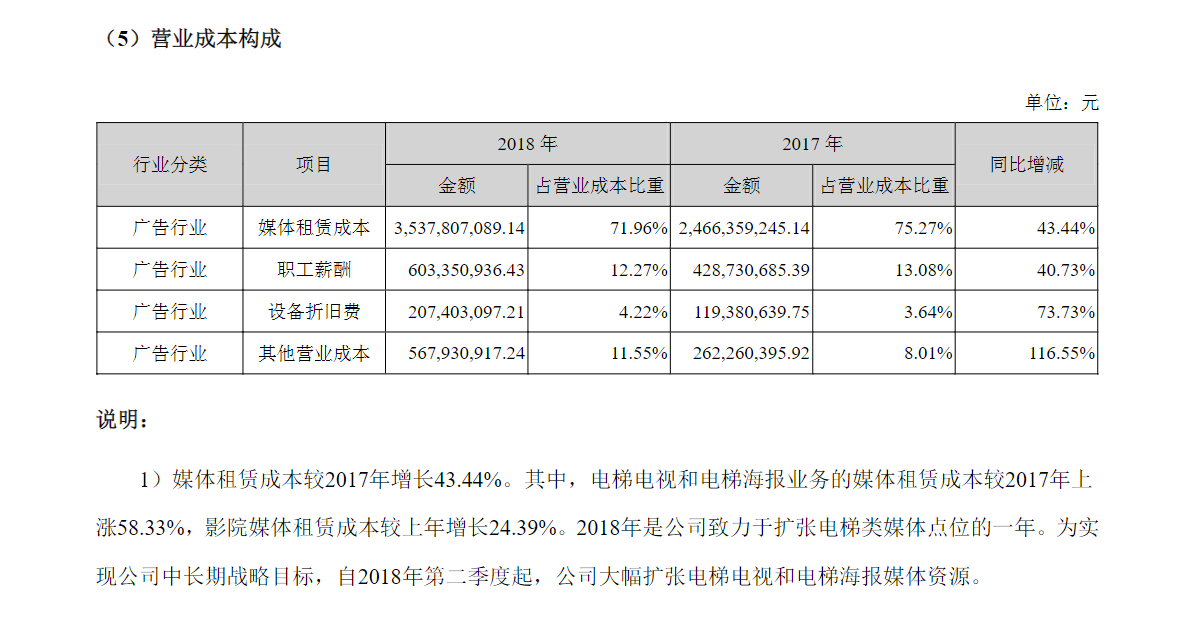 （5）营业成本构成
单位：元
行业分类 项目 2018 年 2017 年 同比增减
金额 占营业成本比重 金额 占营业成本比重
广告行业 媒体租赁成本 3,537,807,089.14 71.96% 2,466,359,245.14 75.27% 43.44%
广告行业 职工薪酬 603,350,936.43 12.27% 428,730,685.39 13.08% 40.73%
广告行业 设备折旧费 207,403,097.21 4.22% 119,380,639.75 3.64% 73.73%
广告行业 其他营业成本 567,930,917.24 11.55% 262,260,395.92 8.01% 116.55%
说明：
1）媒体租赁成本较2017年增长43.44%。其中，电梯电视和电梯海报业务的媒体租赁成本较2017年上
涨58.33%，影院媒体租赁成本较上年增长24.39%。2018年是公司致力于扩张电梯类媒体点位的一年。为实
现公司中长期战略目标，自2018年第二季度起，公司大幅扩张电梯电视和电梯海报媒体资源。